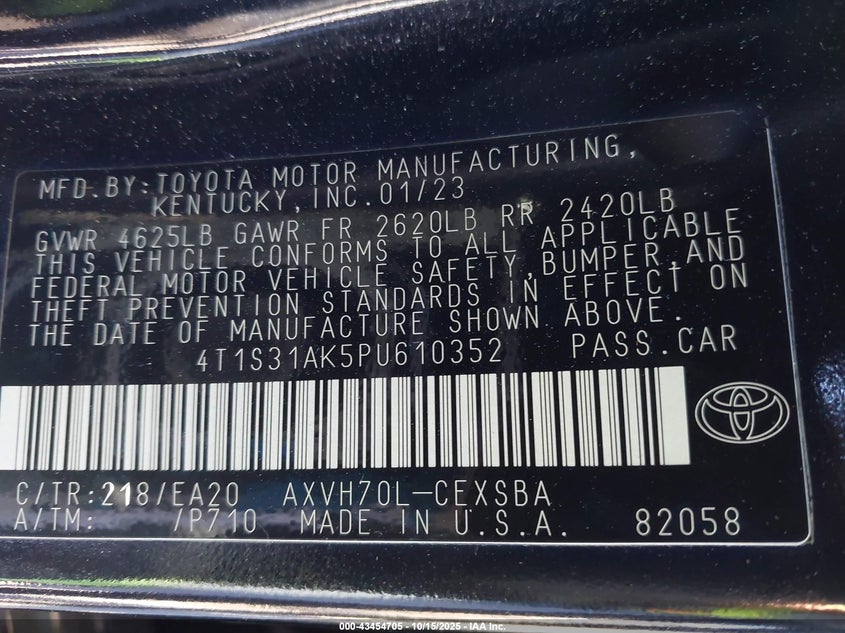 MFD.BY:TOYOTA MOTOR MANUFACTURING,
KENTUCKY,INC.01/23
GVWR 4625LB GAWR FR 2620LB RR 2420LB
THIS VEHICLE CONFORMS TO ALL APPLICABLE
FEDERAL MOTOR VEHICLE SAFETY,BUMPER,AND
THEFT PREVENTION STANDARDS IN EFFECT ON
THE DATE OF MANUFACTURE SHOWN ABOVE.
4T1S31AK5PU610352 PASS.CAR
C/TR:218/EA20 AXVH70L-CEXSBA
A/TM: /P710 MADE IN U.S.A. 82058
000-43454705 - 10/15/2025 - IAA Inc.